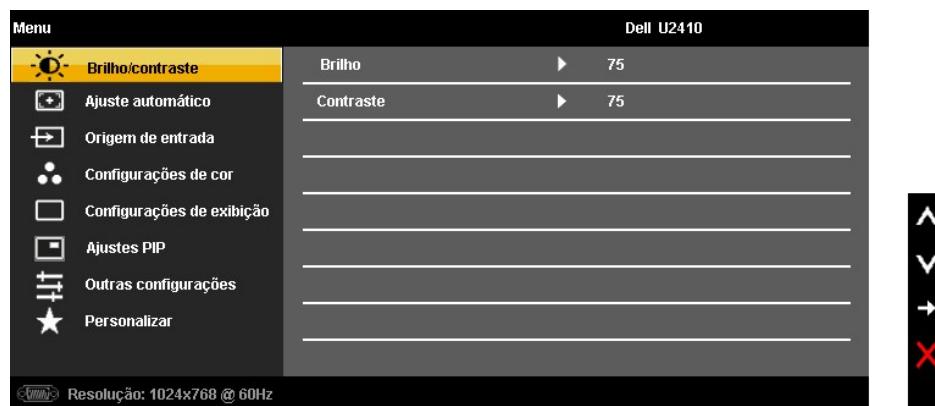 Menu Dell U2410
Brilho/contraste Brilho 75
Ajuste automático Contraste 75
Origem de entrada
Configurações de cor
Configurações de exibição
Ajustes PIP
Outras configurações
Personalizar
Resolução: 1024x768 @ 60Hz